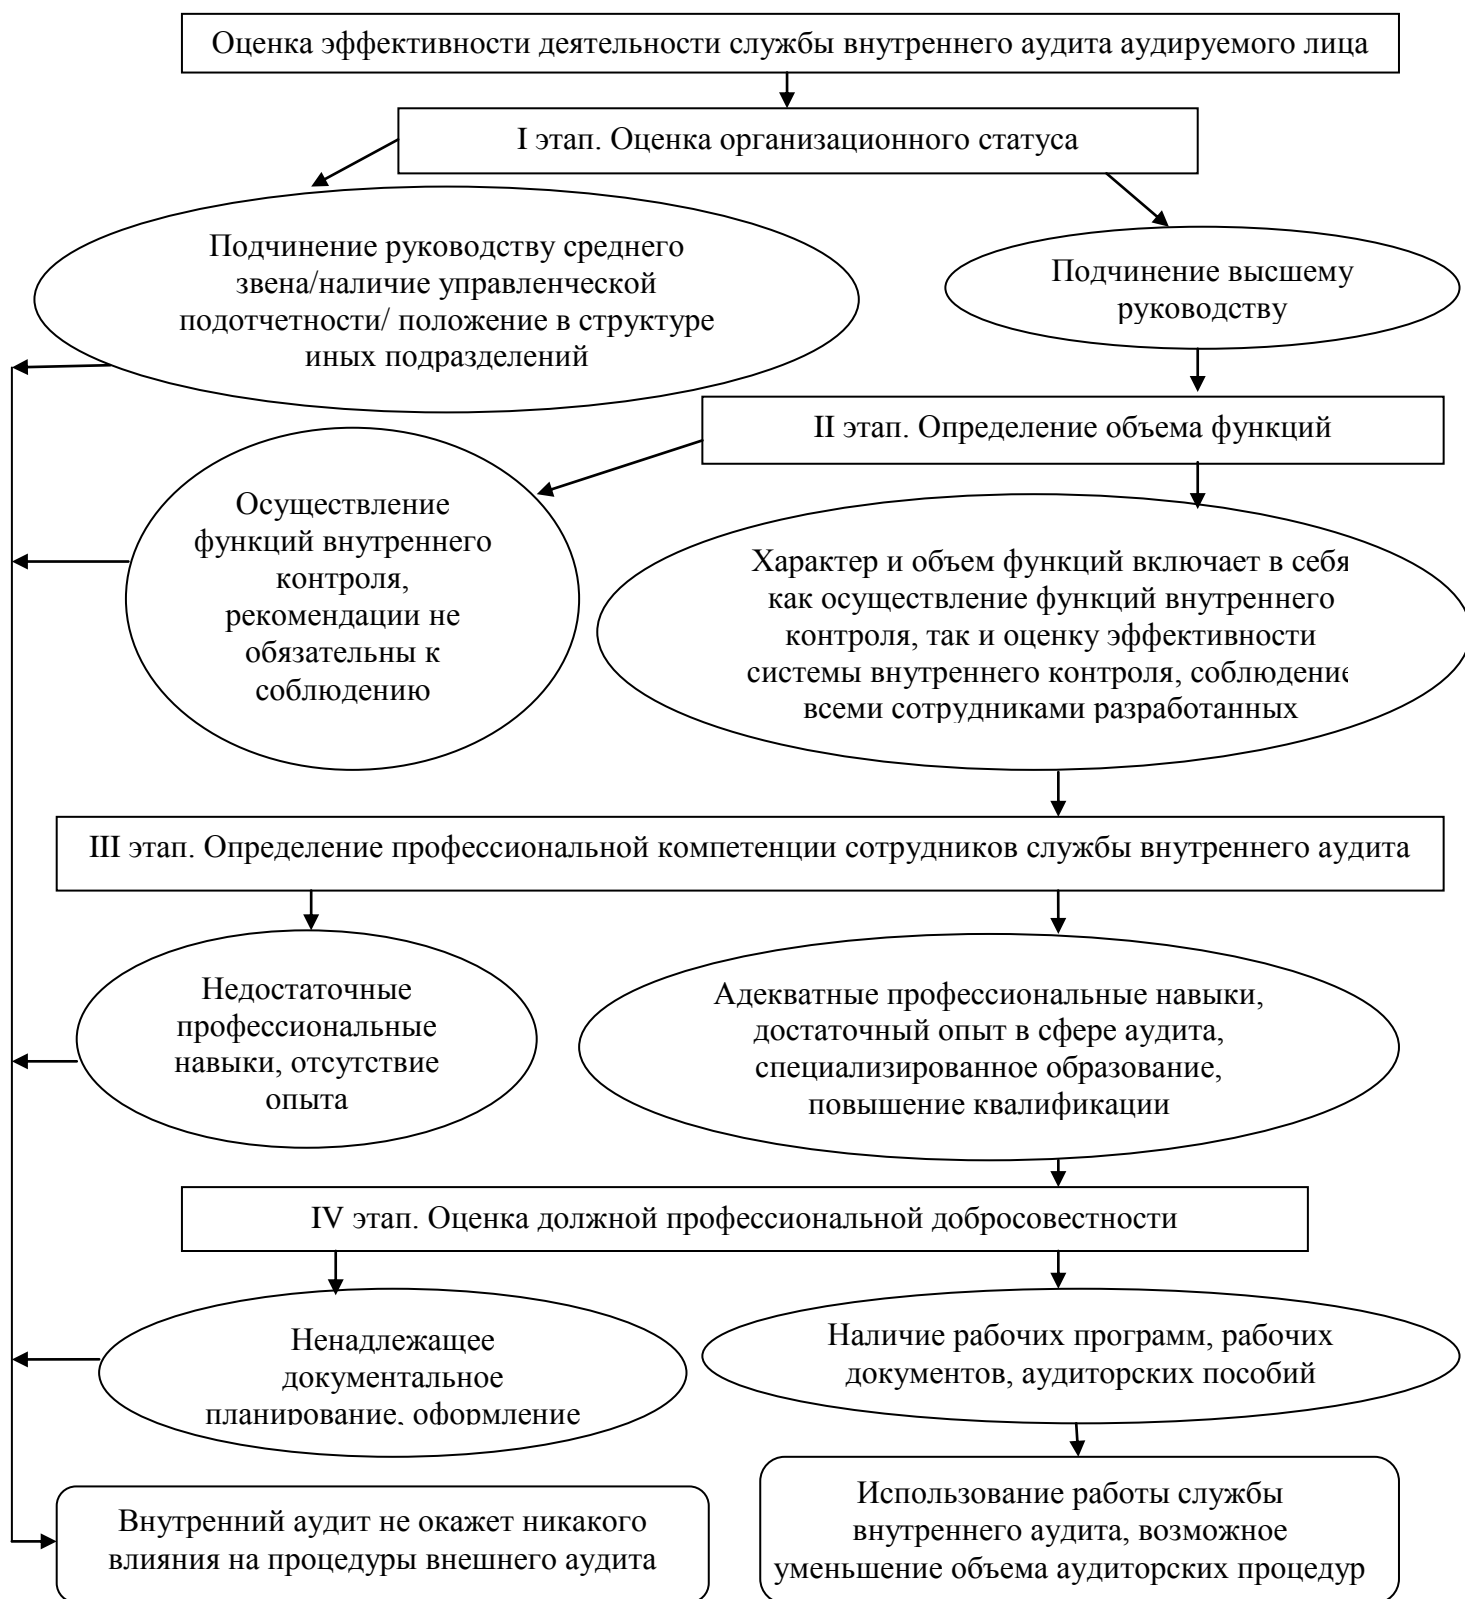 Оценка эффективности деятельности службы внутреннего аудита аудируемого лица
I этап. Оценка организационного статуса
Подчинение руководству среднего
звена/наличие управленческой
подотчетности/ положение в структуре
иных подразделений
Подчинение высшему
руководству
II этап. Определение объема функций
Осуществление
функций внутреннего
контроля,
рекомендации не
обязательны к
соблюдению
Характер и объем функций включает в себя
как осуществление функций внутреннего
контроля, так и оценку эффективности
системы внутреннего контроля, соблюдение
всеми сотрудниками разработанных
III этап. Определение профессиональной компетенции сотрудников службы внутреннего аудита
Недостаточные
профессиональные
навыки, отсутствие
опыта
Адекватные профессиональные навыки,
достаточный опыт в сфере аудита,
специализированное образование,
повышение квалификации
IV этап. Оценка должной профессиональной добросовестности
Ненадлежащее
документальное
планирование, оформление
Наличие рабочих программ, рабочих
документов, аудиторских пособий
Внутренний аудит не окажет никакого
влияния на процедуры внешнего аудита
Использование работы службы
внутреннего аудита, возможное
уменьшение объема аудиторских процедур